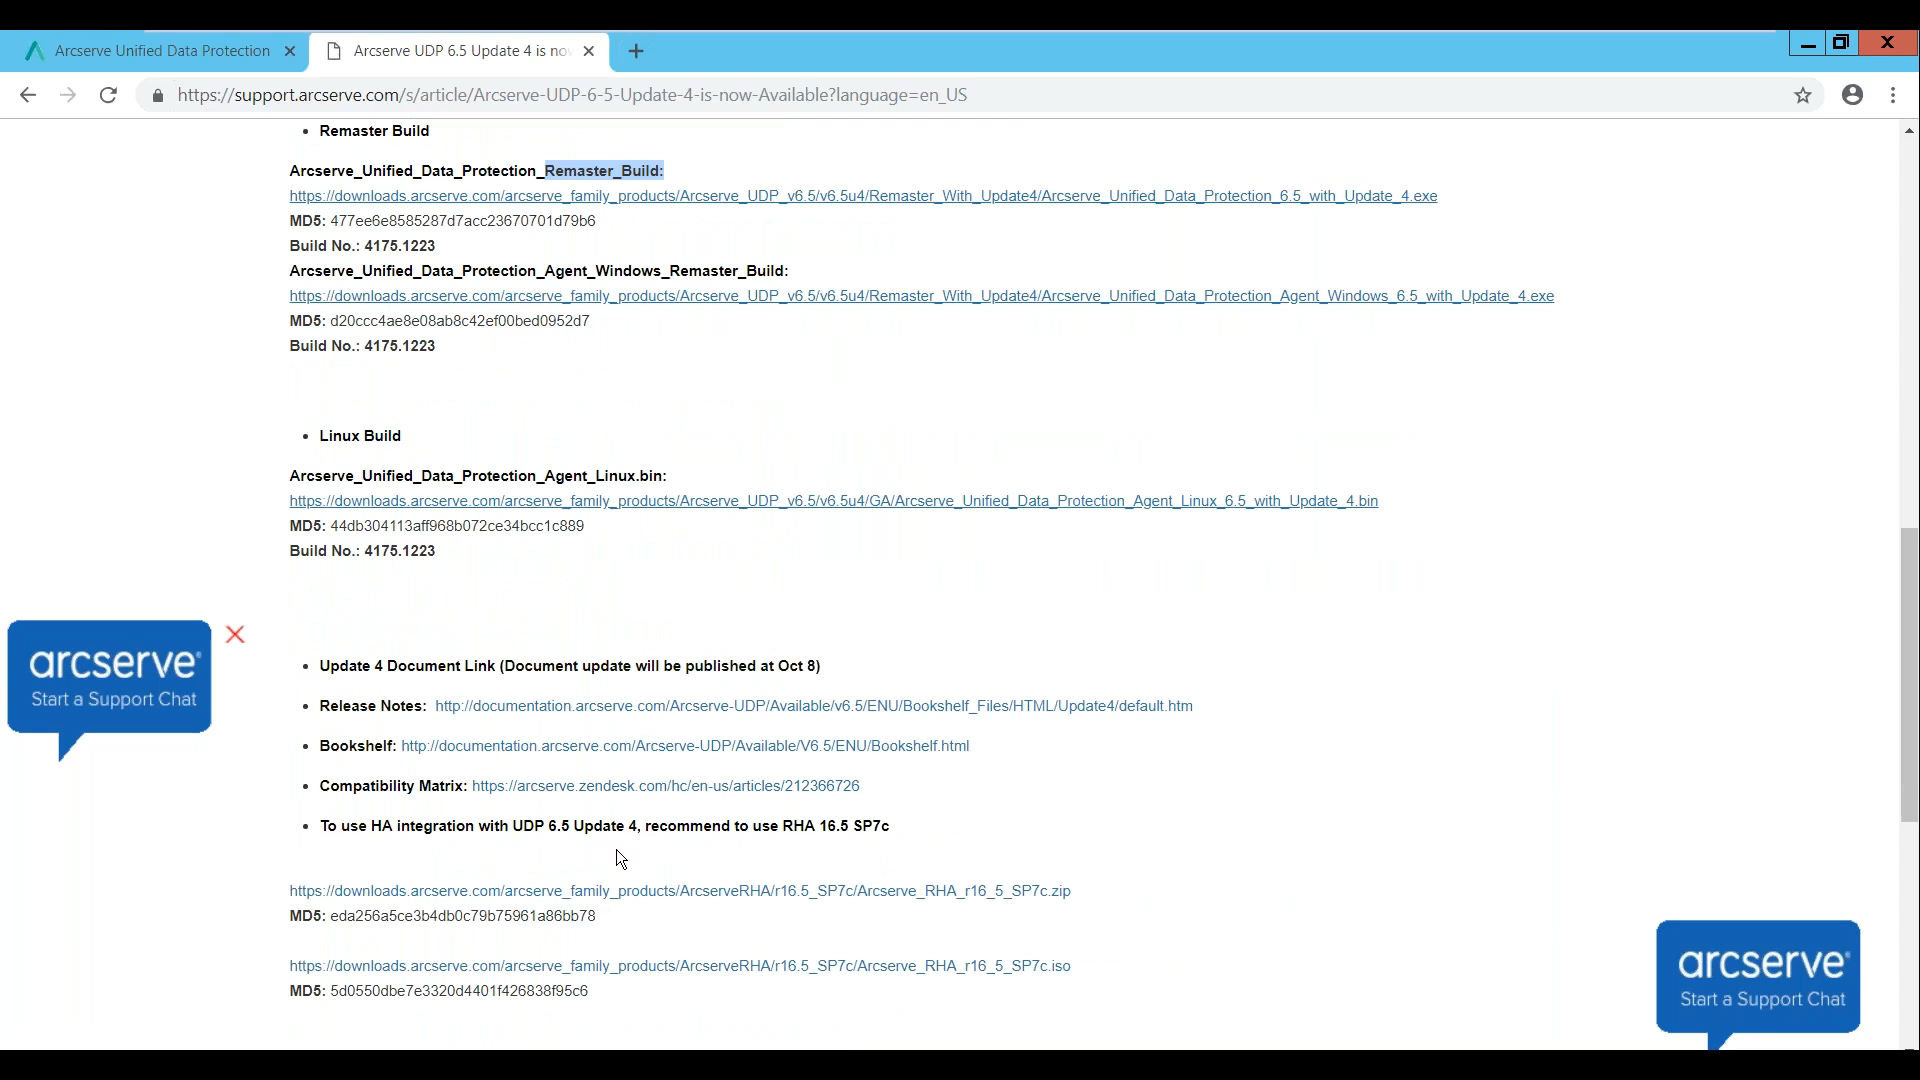 Arcserve Unified Data Protection
Arcserve UDP 6.5 Update 4 is no
https://support.arcserve.com/s/article/Arcserve-UDP-6-5-Update-4-is-now-Available?language=en_US
• Remaster Build
Arcserve_Unified_Data_Protection_Remaster_Build:
https://downloads.arcserve.com/arcserve_family_products/Arcserve_UDP_v6.5/v6.5u4/Remaster_With_Update4/Arcserve_Unified_Data_Protection_6.5_with_Update_4.exe
MD5: 477ee6e8585287d7acc23670701d79b6
Build No.: 4175.1223
Arcserve_Unified_Data_Protection_Agent_Windows_Remaster_Build:
https://downloads.arcserve.com/arcserve_family_products/Arcserve_UDP_v6.5/v6.5u4/Remaster_With_Update4/Arcserve_Unified_Data_Protection_Agent_Windows_6.5_with_Update_4.exe
MD5: d20ccc4ae8e08ab8c42ef00bed0952d7
Build No.: 4175.1223
• Linux Build
Arcserve_Unified_Data_Protection_Agent_Linux.bin:
https://downloads.arcserve.com/arcserve_family_products/Arcserve_UDP_v6.5/v6.5u4/GA/Arcserve_Unified_Data_Protection_Agent_Linux_6.5_with_Update_4.bin
MD5: 44db304113aff968b072ce34bcc1c889
Build No.: 4175.1223
arcserve®
Start a Support Chat
• Update 4 Document Link (Document update will be published at Oct 8)
• Release Notes: http://documentation.arcserve.com/Arcserve-UDP/Available/v6.5/ENU/Bookshelf_Files/HTML/Update4/default.htm
• Bookshelf: http://documentation.arcserve.com/Arcserve-UDP/Available/V6.5/ENU/Bookshelf.html
• Compatibility Matrix: https://arcserve.zendesk.com/hc/en-us/articles/212366726
• To use HA integration with UDP 6.5 Update 4, recommend to use RHA 16.5 SP7c
https://downloads.arcserve.com/arcserve_family_products/ArcserveRHA/r16.5_SP7c/Arcserve_RHA_r16_5_SP7c.zip
MD5: eda256a5ce3b4db0c79b75961a86bb78
https://downloads.arcserve.com/arcserve_family_products/ArcserveRHA/r16.5_SP7c/Arcserve_RHA_r16_5_SP7c.iso
MD5: 5d0550dbe7e3320d4401f426838f95c6
arcserve®
Start a Support Chat